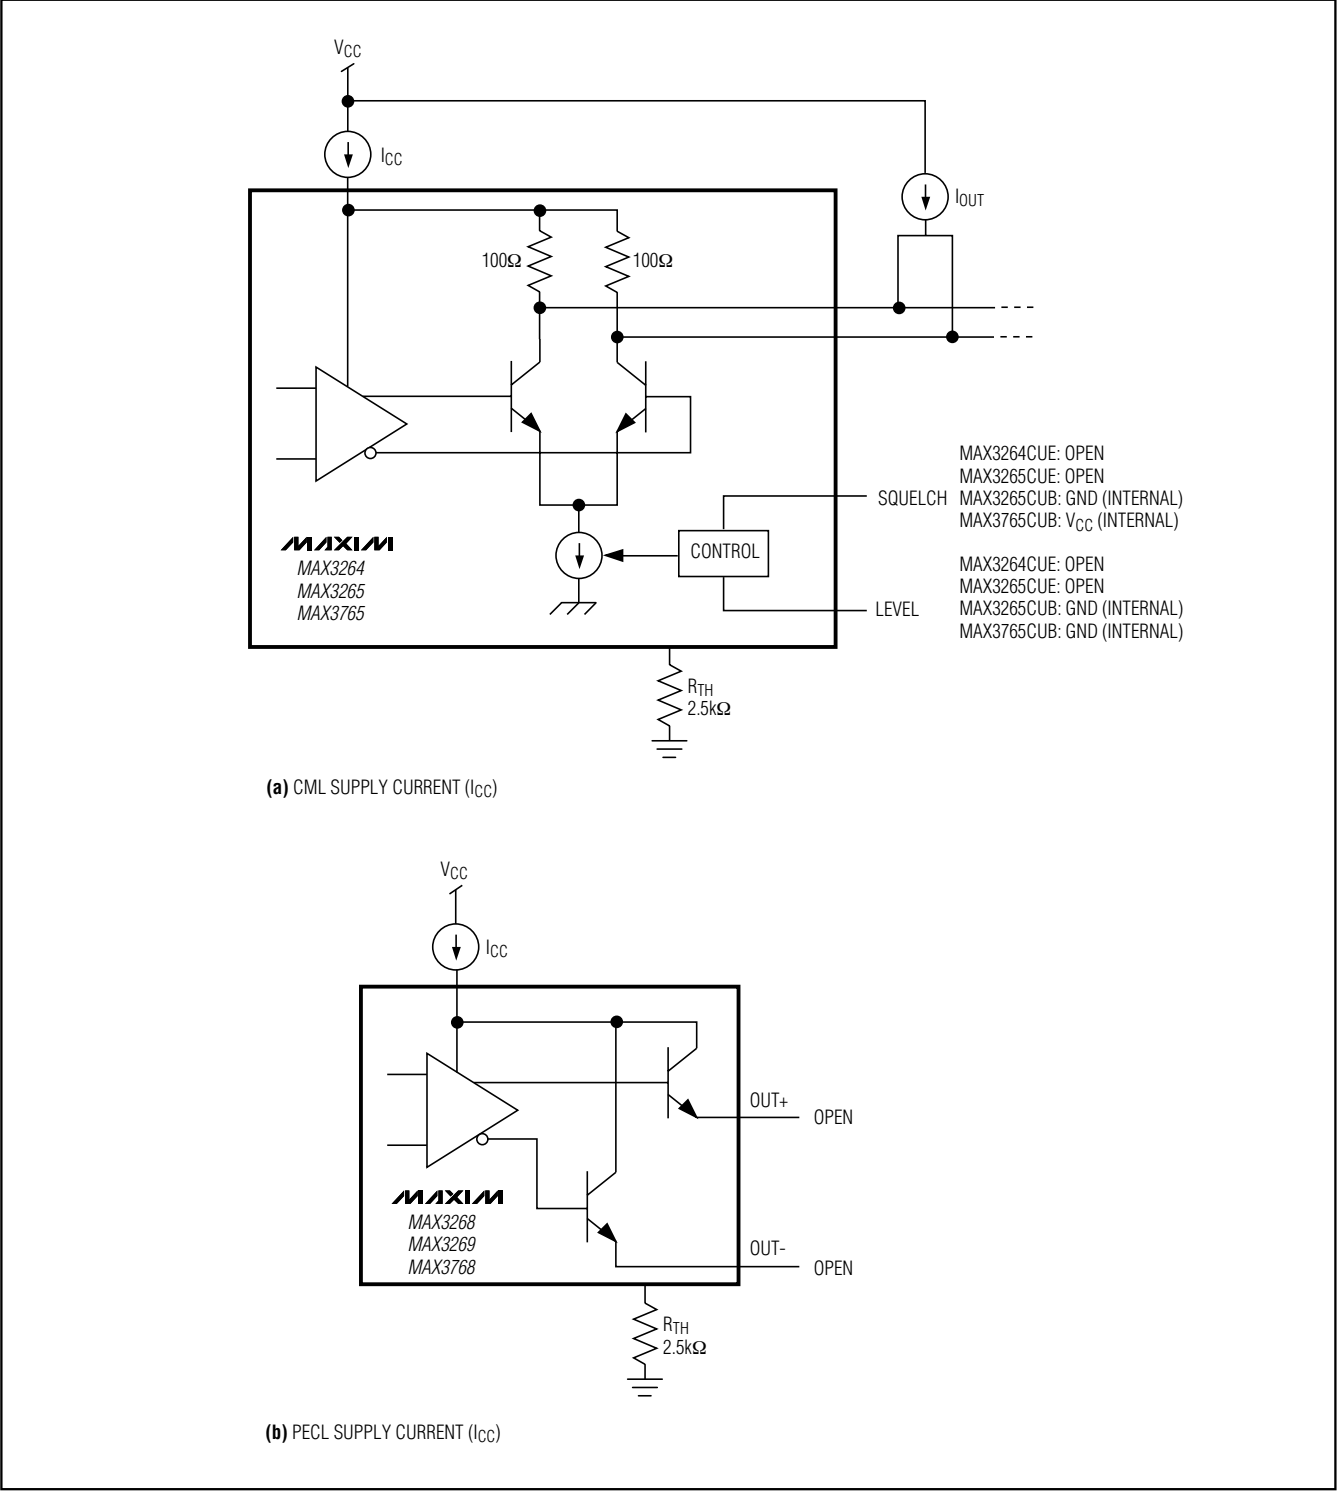 VCC
ICC
IOUT
100Ω
100Ω
MAX3264CUE: OPEN
MAX3265CUE: OPEN
SQUELCH MAX3265CUB: GND (INTERNAL)
MAX3765CUB: VCC (INTERNAL)
CONTROL
MAXIM
MAX3264
MAX3265
MAX3765
MAX3264CUE: OPEN
MAX3265CUE: OPEN
LEVEL MAX3265CUB: GND (INTERNAL)
MAX3765CUB: GND (INTERNAL)
RTH
2.5kΩ
(a) CML SUPPLY CURRENT (ICC)
VCC
ICC
OUT+
OPEN
MAXIM
MAX3268
MAX3269
MAX3768
OUT-
OPEN
RTH
2.5kΩ
(b) PECL SUPPLY CURRENT (ICC)